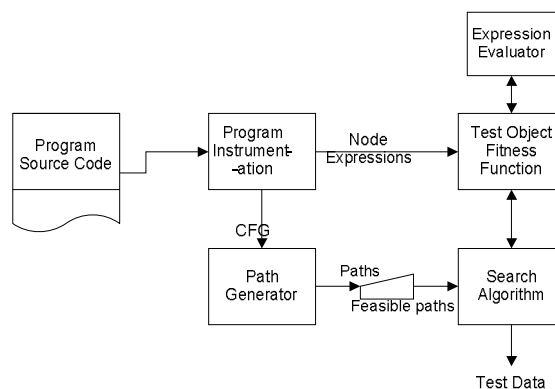 Expression
Evaluator
Program
Source Code
Program
Instrument-
-ation
Node
Expressions
Test Object
Fitness
Function
CFG
Path
Generator
Paths
Feasible paths
Search
Algorithm
Test Data